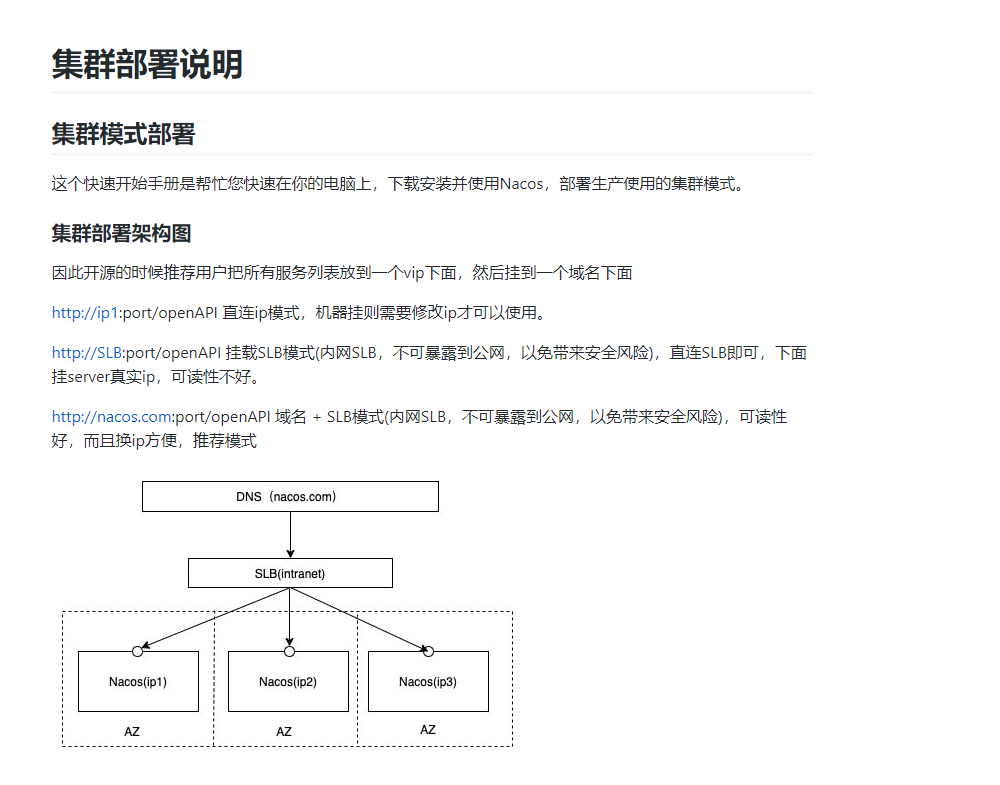 集群部署说明
集群模式部署
这个快速开始手册是帮忙您快速在你的电脑上，下载安装并使用Nacos，部署生产使用的集群模式。
集群部署架构图
因此开源的时候推荐用户把所有服务列表放到一个vip下面，然后挂到一个域名下面
http://ip1:port/openAPI 直连ip模式，机器挂则需要修改ip才可以使用。
http://SLB:port/openAPI 挂载SLB模式(内网SLB，不可暴露到公网，以免带来安全风险)，直连SLB即可，下面
挂server真实ip，可读性不好。
http://nacos.com:port/openAPI 域名 + SLB模式(内网SLB，不可暴露到公网，以免带来安全风险)，可读性
好，而且换ip方便，推荐模式
DNS（nacos.com）
SLB(intranet)
Nacos(ip1)
Nacos(ip2)
Nacos(ip3)
AZ
AZ
AZ